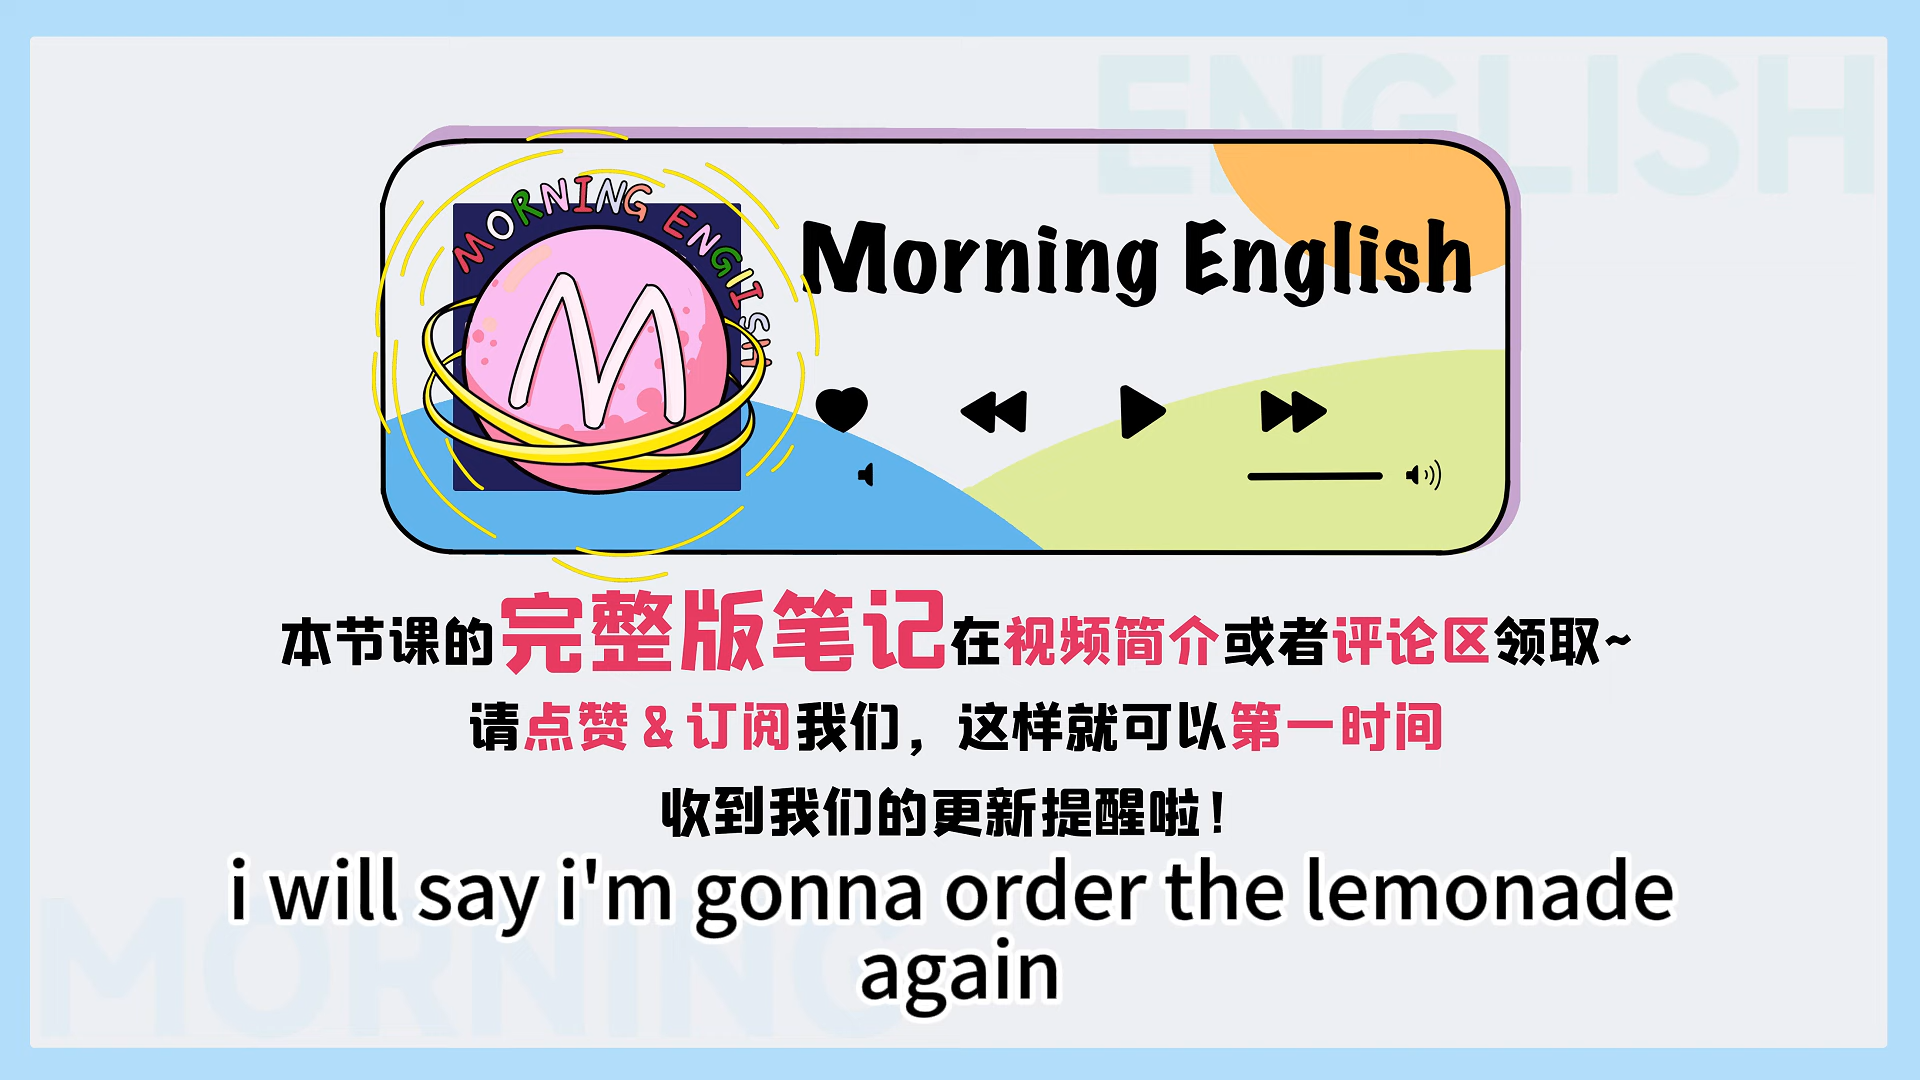 ENGLISH
MORNING ENGLISH
M
Morning English
本节课的完整版笔记在视频简介或者评论区领取~
请点赞&订阅我们，这样就可以第一时间
收到我们的更新提醒啦！
MORNING
i will say i'm gonna order the lemonade
again